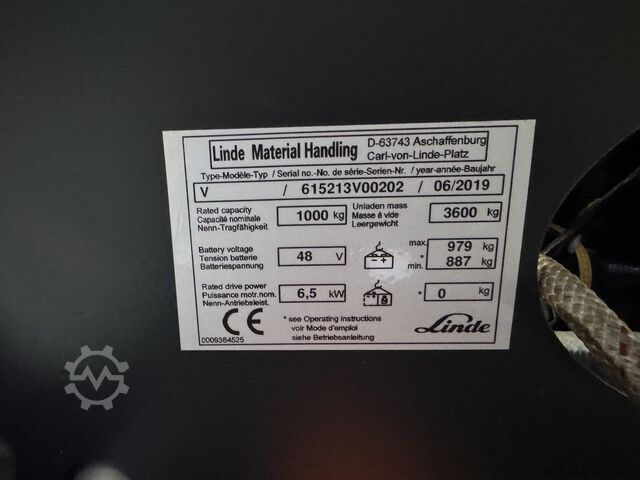 Linde Material Handling
D-63743 Aschaffenburg
Carl-von-Linde-Platz
Type-Modèle-Typ / Serial no.-No. de série-Serien-Nr. / year-année-Baujahr
V / 615213V00202 / 06/2019
Rated capacity
Capacité nominale
Nenn-Tragfähigkeit
1000 kg
Unladen mass
Masse à vide
Leergewicht
3600 kg
Battery voltage
Tension batterie
Batteriespannung
48 V
max. 979 kg
*
min. 887 kg
Rated drive power
Puissance motr.nom.
Nenn-Antriebsleist.
6,5 kW
* 0 kg
CE
0009384525
* see Operating instructions
voir Mode d'emploi
siehe Betriebsanleitung
Linde